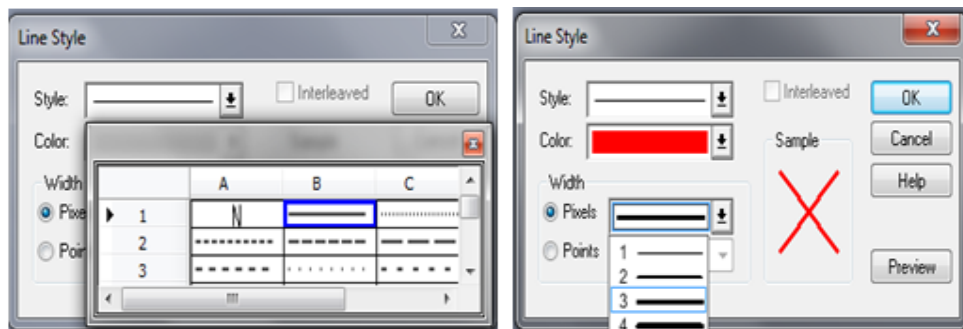 Line Style
Style:
Interleaved
OK
Color:
Width
A B C
Pixe
1 N
Poin
2
3
Line Style
Style:
Interleaved
OK
Color:
Sample
Cancel
Width
Help
Pixels
Points
1
2
Preview
3
4